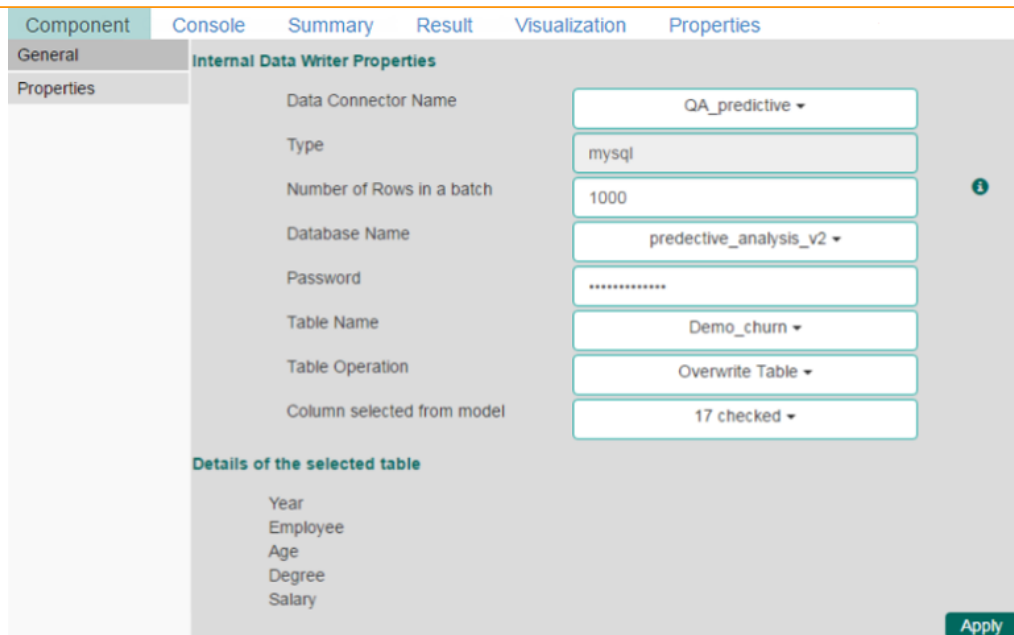 Component Console Summary Result Visualization Properties
General
Properties
Internal Data Writer Properties
Data Connector Name QA_predictive
Type mysql
Number of Rows in a batch 1000
Database Name predective_analysis_v2
Password •••••••••••••
Table Name Demo_churn
Table Operation Overwrite Table
Column selected from model 17 checked
Details of the selected table
Year
Employee
Age
Degree
Salary
Apply